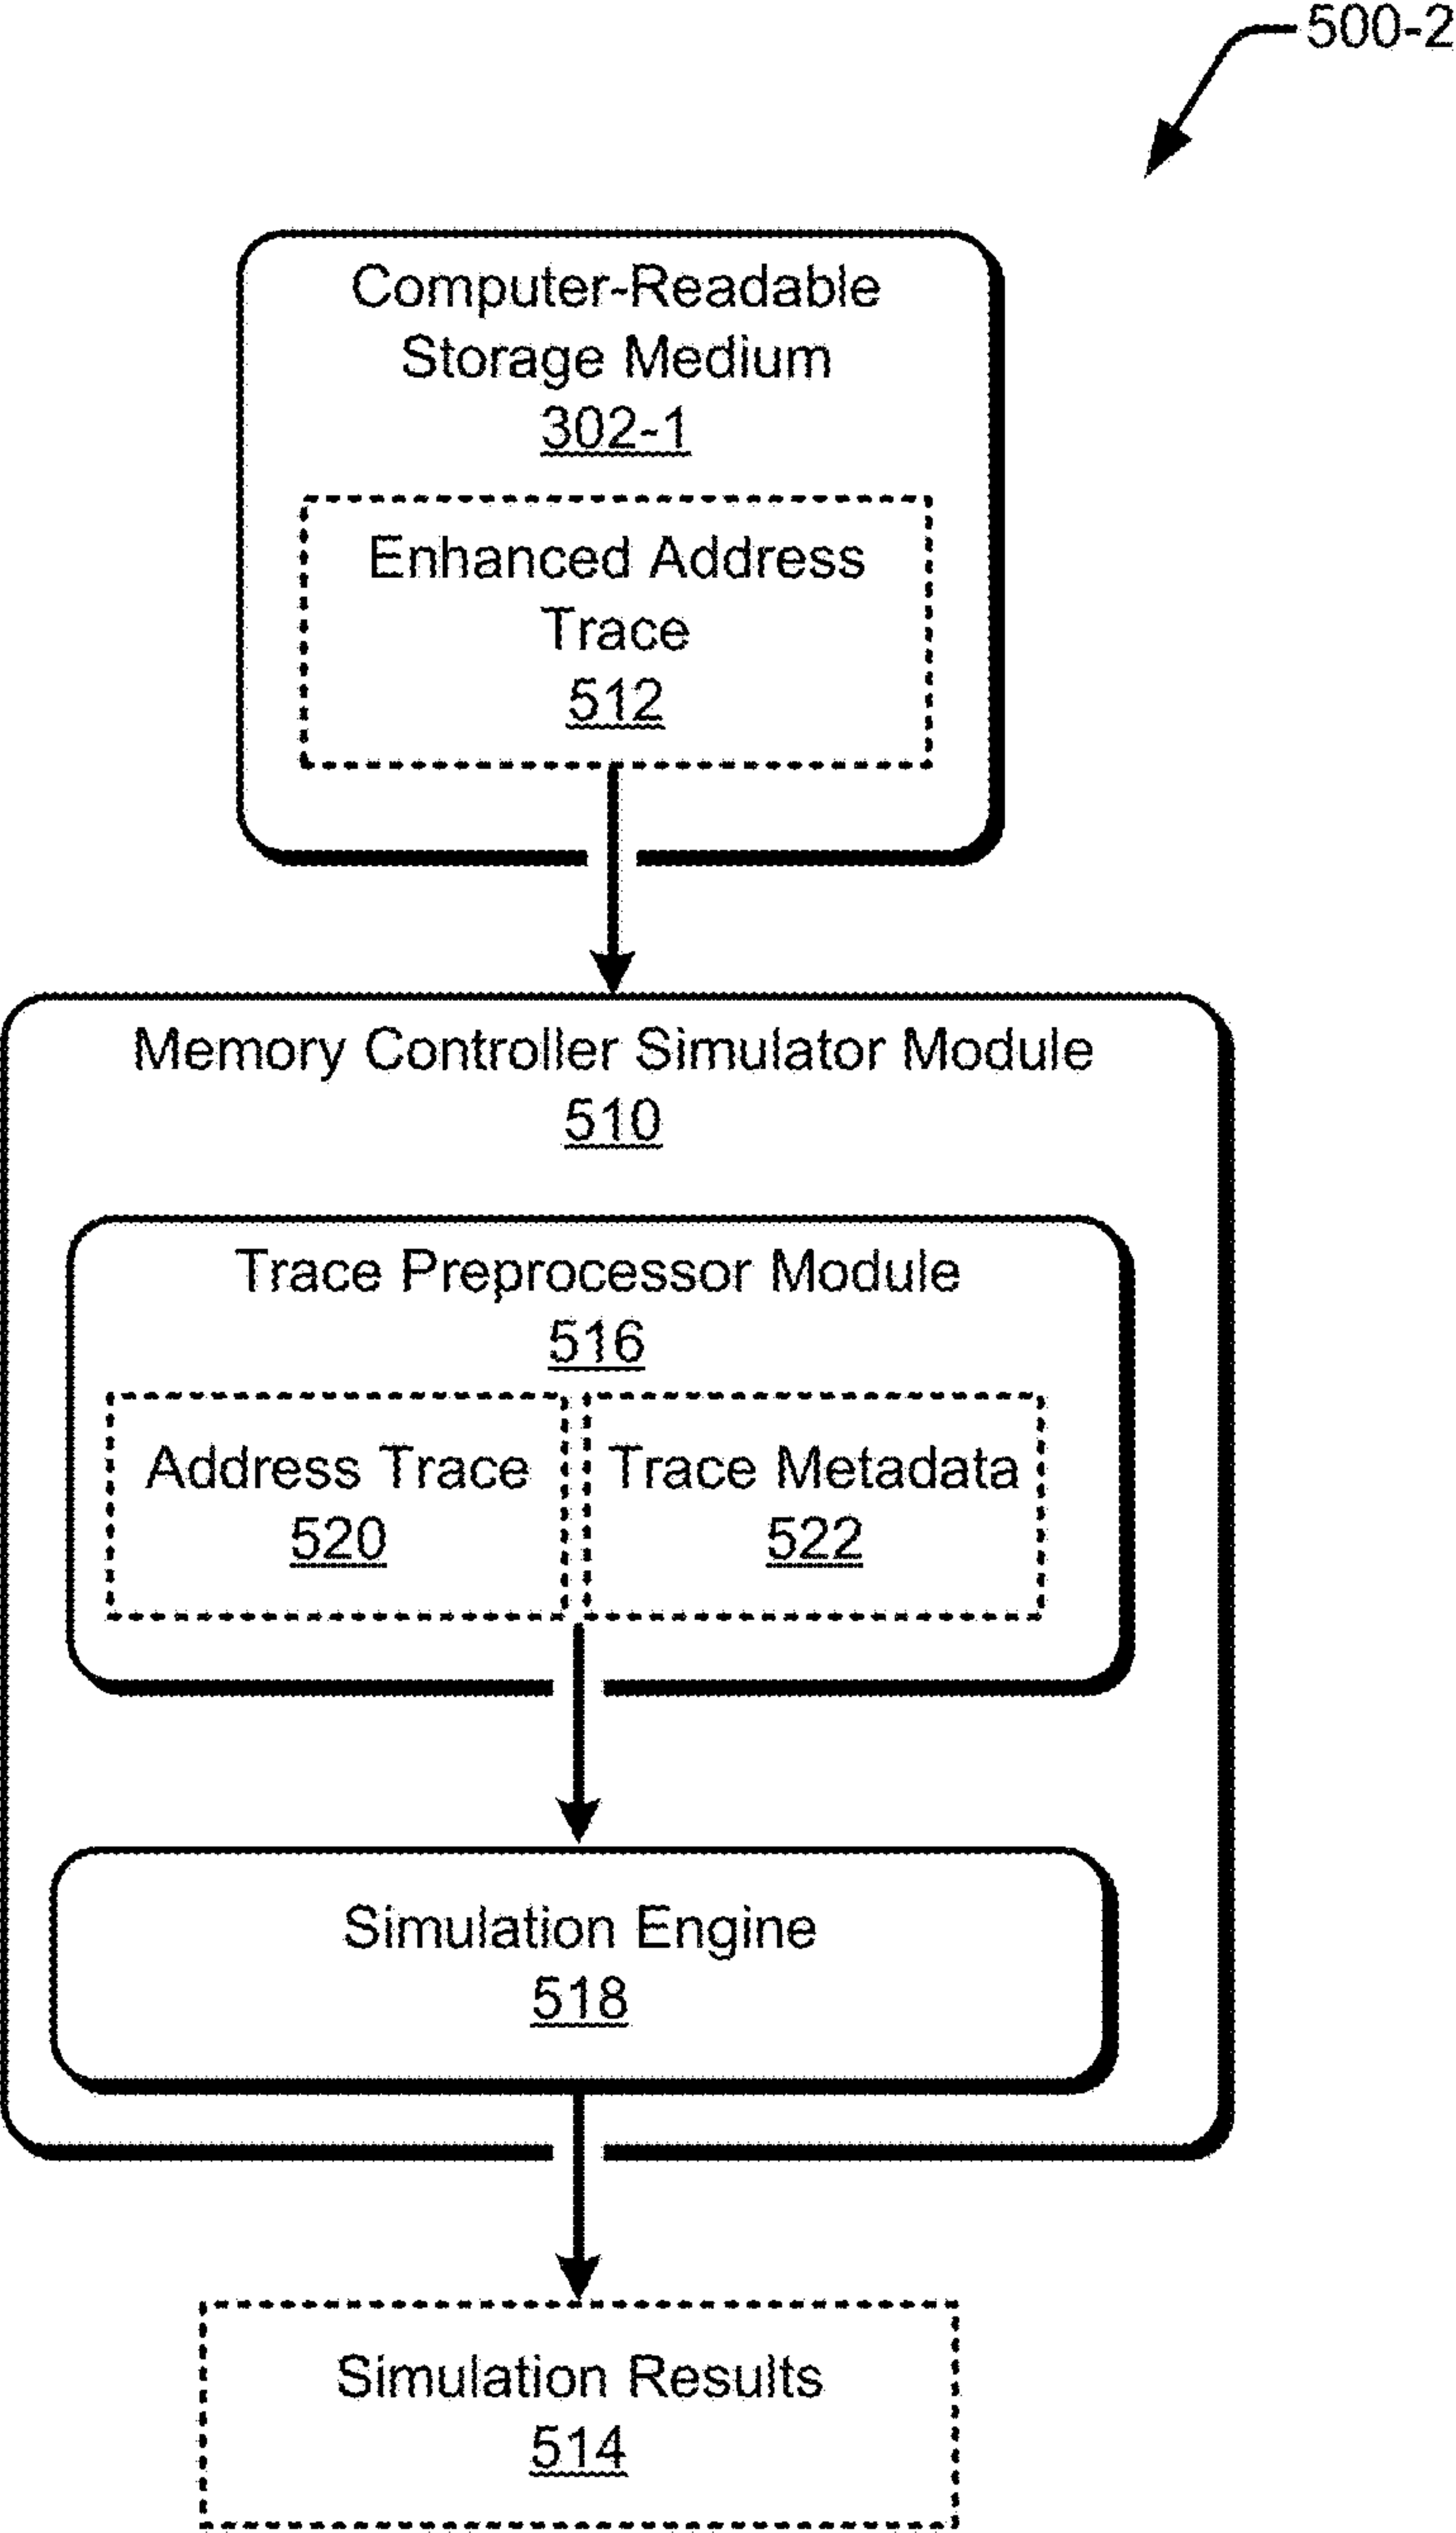 500-2
Computer-Readable
Storage Medium
302-1
Enhanced Address
Trace
512
Memory Controller Simulator Module
510
Trace Preprocessor Module
516
Address Trace
520
Trace Metadata
522
Simulation Engine
518
Simulation Results
514